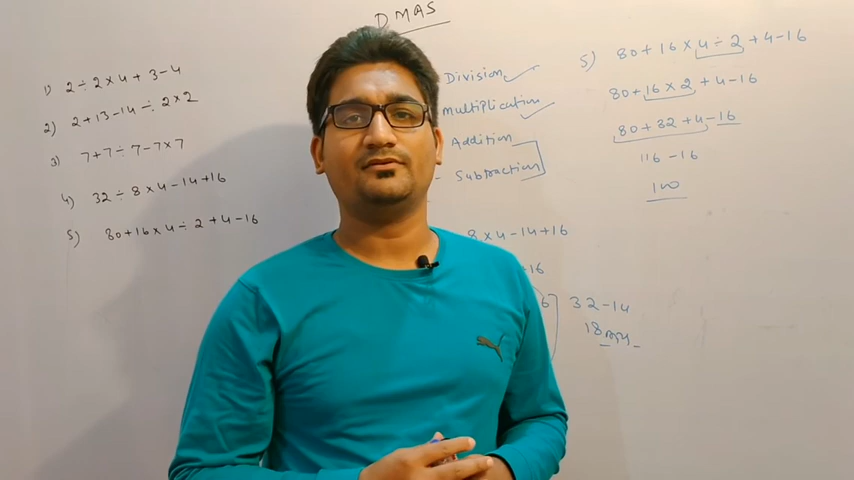 DMAS
1) 2÷2×4+3-4
2) 2+13-14÷2×2
3) 7+7÷7-7×7
4) 32÷8×4-14+16
5) 80+16×4÷2+4-16
Division
multiplication
Addition
- Subtraction
8×4-14+16
+16
6
32-14
18 Ans
5) 80+16×4÷2+4-16
80+16×2+4-16
80+32+4-16
116-16
100